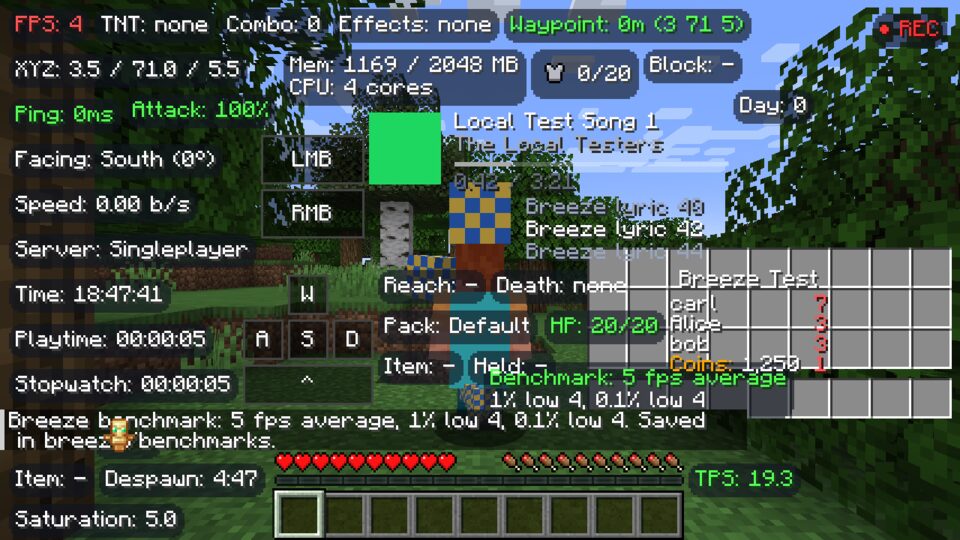 FPS: 4 TNT: none Combo: 0 Effects: none Waypoint: 0m (3 71 5)
REC
XYZ: 3.5 / 71.0 / 5.5
Mem: 1169 / 2048 MB
CPU: 4 cores
0/20
Block: -
Ping: 0ms Attack: 100%
Day: 0
Local Test Song 1
The Local Testers
0:42 3:21
Facing: South (0°)
LMB
Speed: 0.00 b/s
RMB
Breeze lyric 40
Breeze lyric 42
Breeze lyric 44
Server: Singleplayer
Time: 18:47:41
W
Reach: - Death: none
Breeze Test
carl 7
Alice 3
bob 3
Coins: 1,250 1
Playtime: 00:00:05
A S D
Pack: Default HP: 20/20
Item: - Held: -
Stopwatch: 00:00:05
^
Benchmark: 5 fps average
1% low 4, 0.1% low 4
Breeze benchmark: 5 fps average, 1% low 4, 0.1% low 4. Saved
in breeze benchmarks.
Item: - Despawn: 4:47
TPS: 19.3
Saturation: 5.0